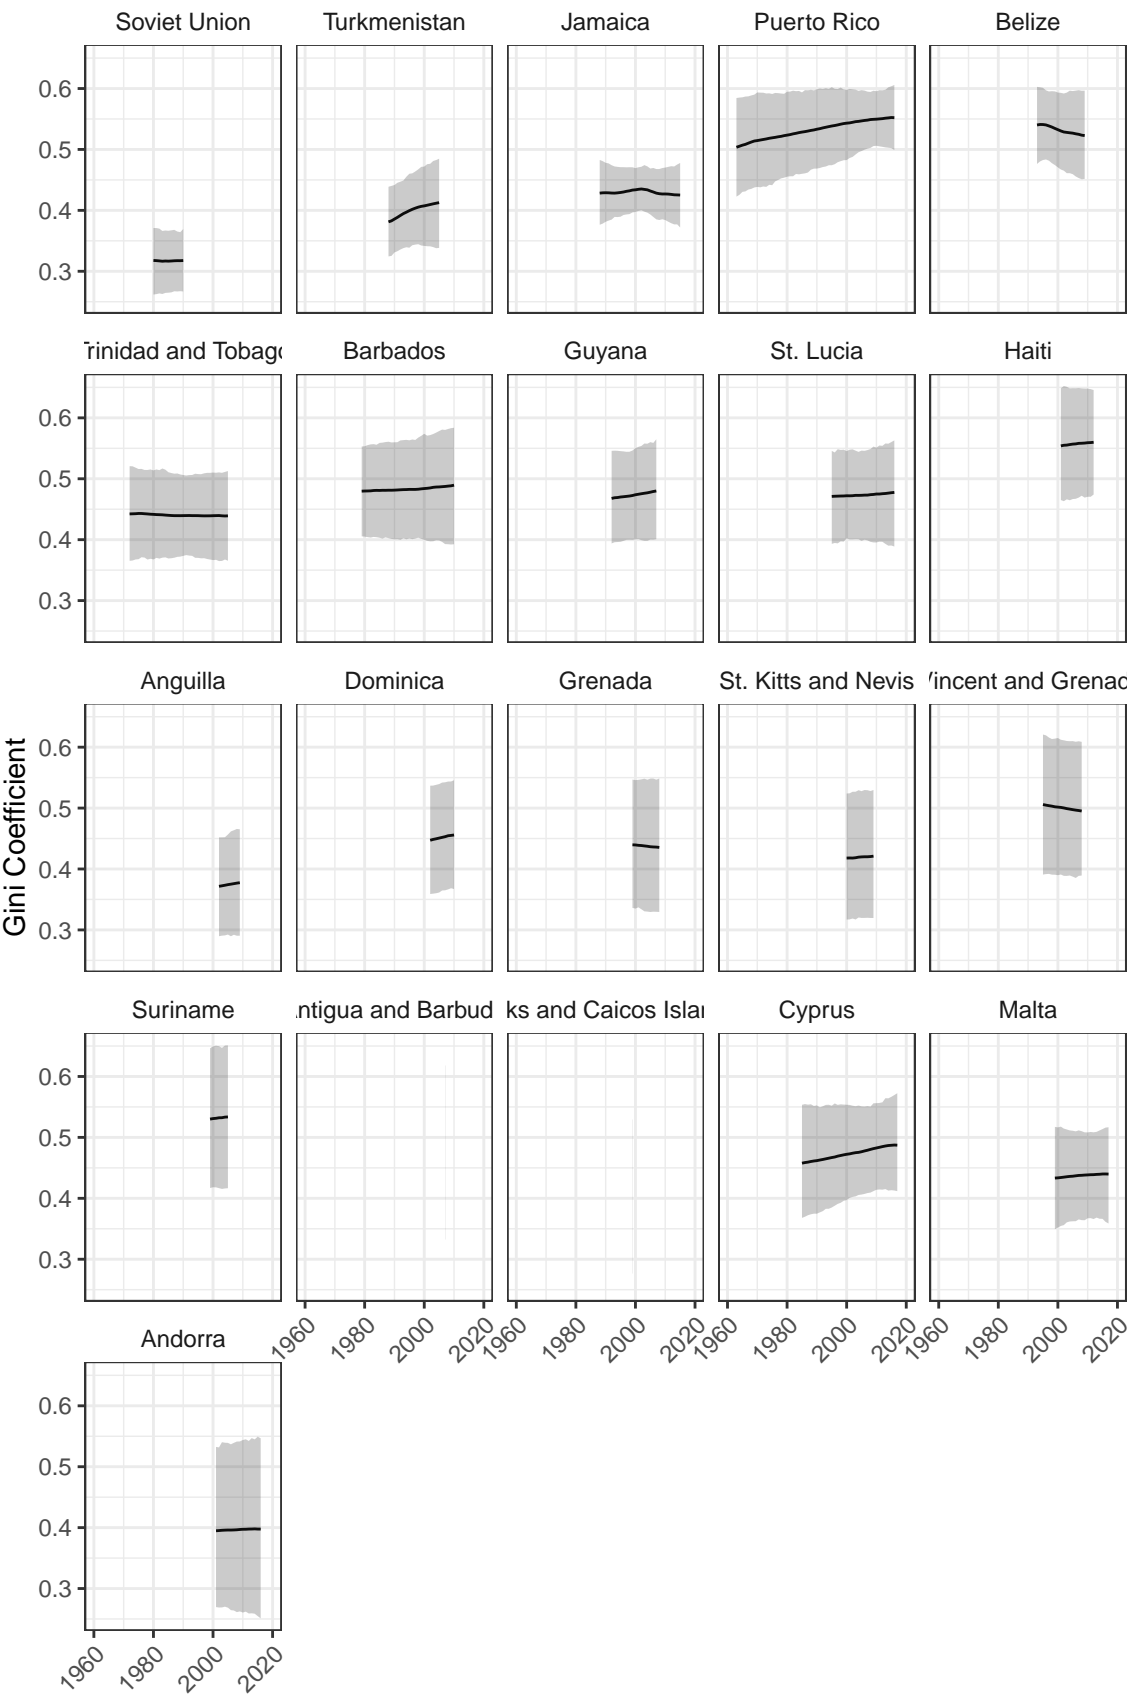 Soviet Union Turkmenistan Jamaica Puerto Rico Belize
0.6
0.5
0.4
0.3
rinidad and Tobag Barbados Guyana St. Lucia Haiti
0.6
0.5
0.4
0.3
Anguilla Dominica Grenada St. Kitts and Nevis Vincent and Grenad
0.6
0.5
0.4
0.3
Gini Coefficient
Suriname ntigua and Barbud ks and Caicos Islan Cyprus Malta
0.6
0.5
0.4
0.3
1960 1980 2000 2020 1960 1980 2000 2020 1960 1980 2000 2020 1960 1980 2000 2020
Andorra
0.6
0.5
0.4
0.3
1960 1980 2000 2020